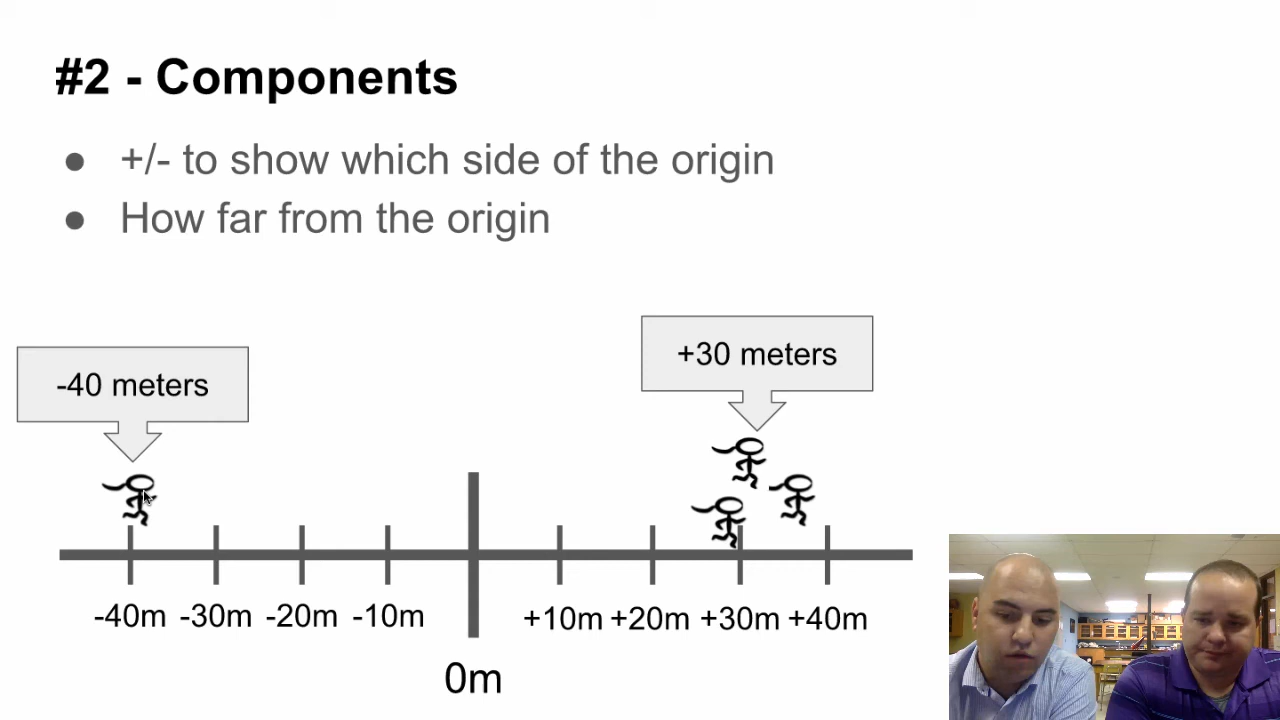 #2 - Components
● +/- to show which side of the origin
● How far from the origin
-40 meters
+30 meters
-40m -30m -20m -10m +10m +20m +30m +40m
0m